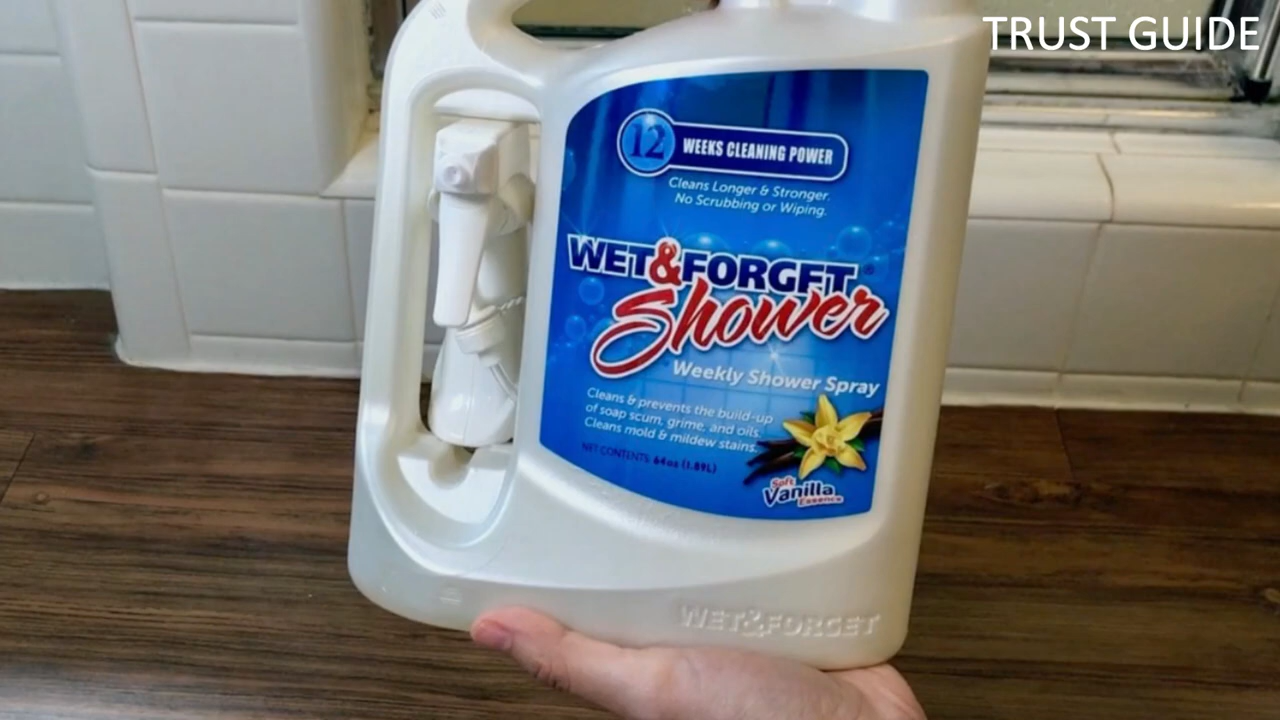 TRUST GUIDE
12 WEEKS CLEANING POWER
Cleans Longer & Stronger.
No Scrubbing or Wiping.
WET&FORGET®
Shower
Weekly Shower Spray
Cleans & prevents the build-up
of soap scum, grime, and oils.
Cleans mold & mildew stains.
NET CONTENTS: 64oz (1.89L)
Soft
Vanilla
Essence
WET&FORGET